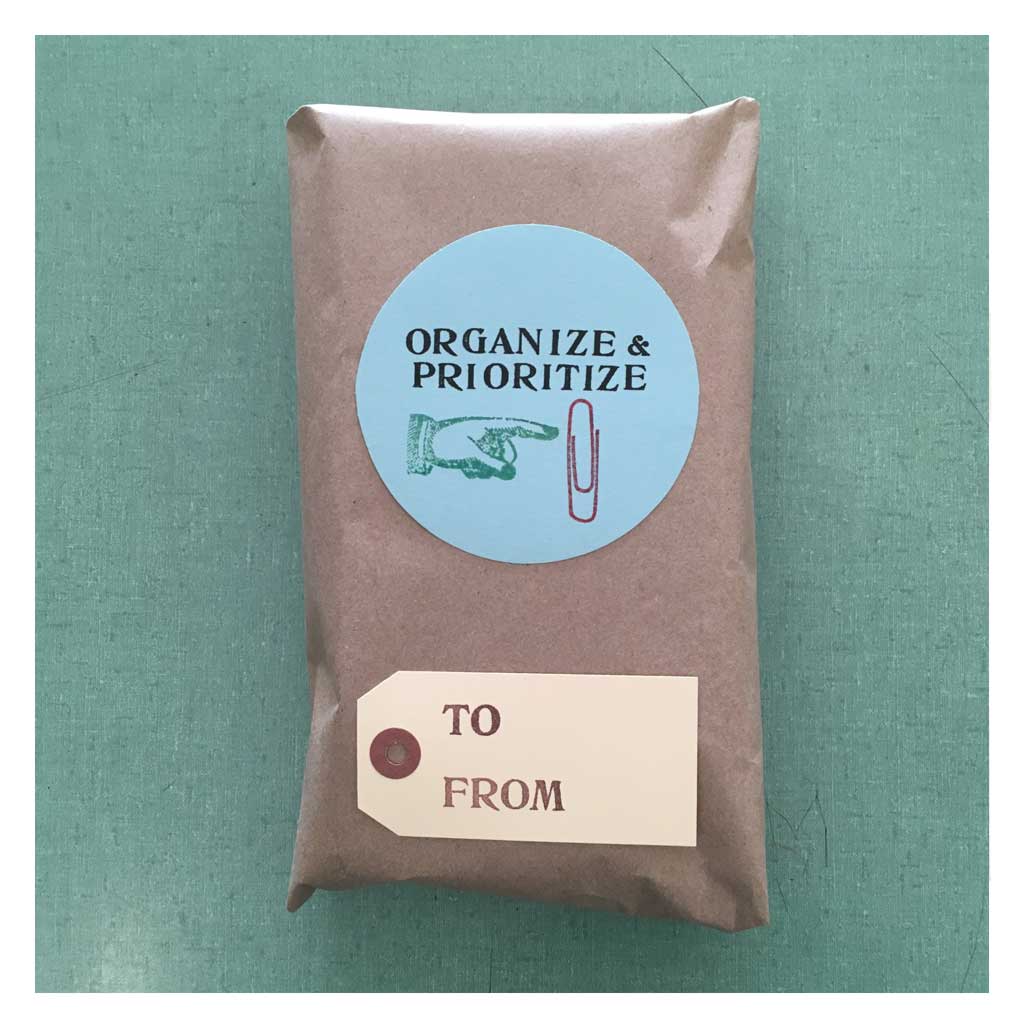 ORGANIZE &
PRIORITIZE
TO
FROM